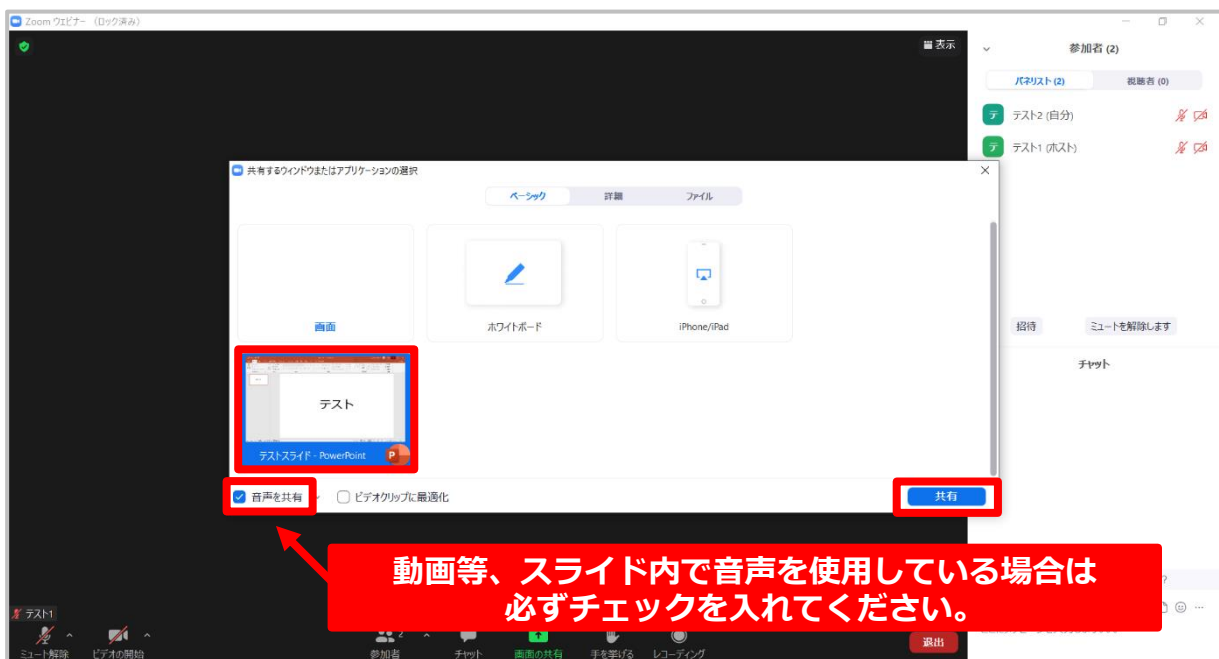 Zoom ウェビナー (ロック済み)
表示
参加者 (2)
パネリスト (2)
視聴者 (0)
テ
テスト2 (自分)
テ
テスト1 (ホスト)
共有するウィンドウまたはアプリケーションの選択
ベーシック
詳細
ファイル
画面
ホワイトボード
iPhone/iPad
招待
ミュートを解除します
チャット
テスト
テストスライド - PowerPoint
P
音声を共有
ビデオクリップに最適化
共有
動画等、スライド内で音声を使用している場合は
必ずチェックを入れてください。
テスト1
2
ミュート解除
ビデオの開始
参加者
チャット
画面の共有
手を挙げる
レコーディング
退出